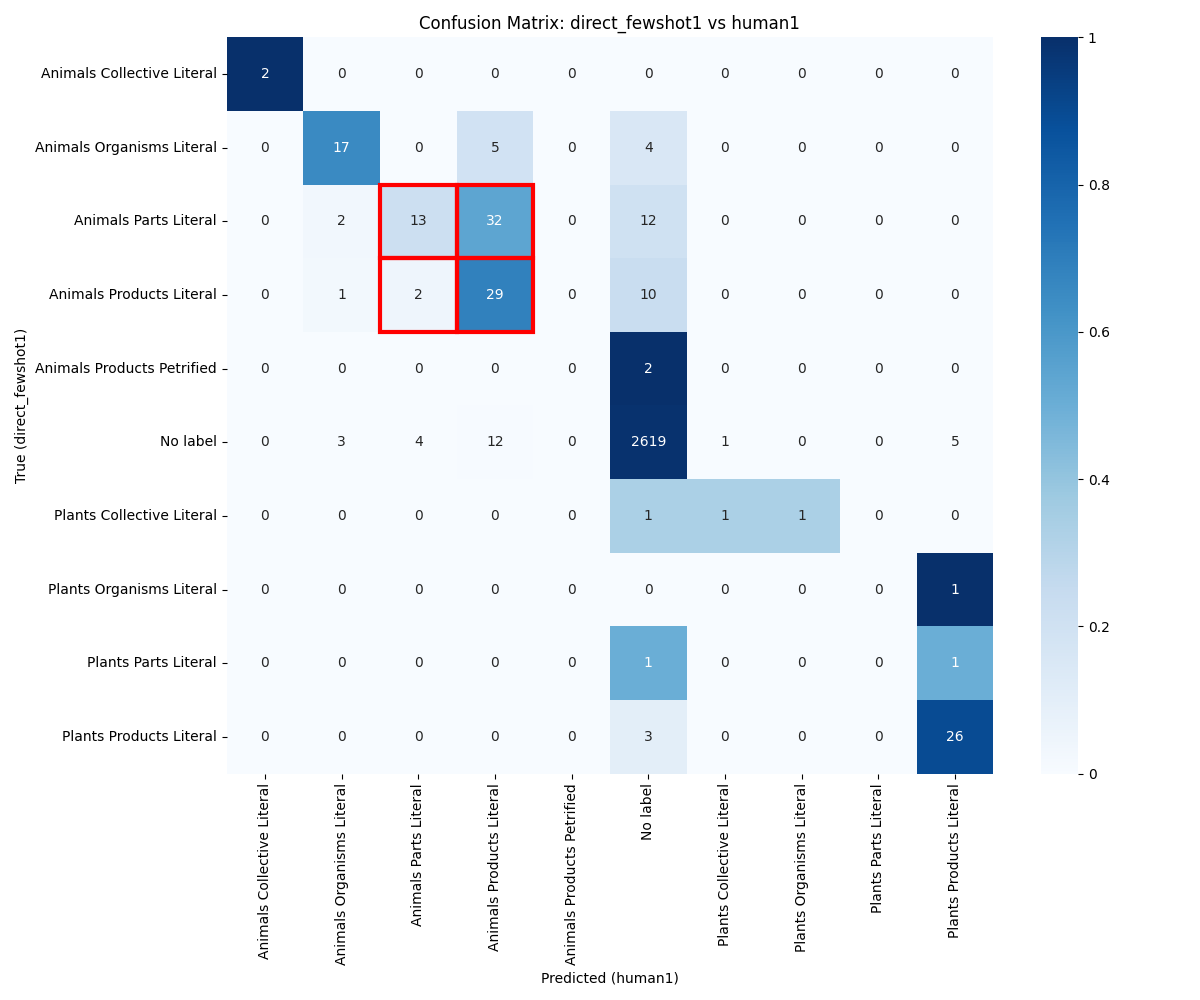 Confusion Matrix: direct_fewshot1 vs human1
True (direct_fewshot1)
Animals Collective Literal 2 0 0 0 0 0 0 0 0 0
Animals Organisms Literal 0 17 0 5 0 4 0 0 0 0
Animals Parts Literal 0 2 13 32 0 12 0 0 0 0
Animals Products Literal 0 1 2 29 0 10 0 0 0 0
Animals Products Petrified 0 0 0 0 0 2 0 0 0 0
No label 0 3 4 12 0 2619 1 0 0 5
Plants Collective Literal 0 0 0 0 0 1 1 1 0 0
Plants Organisms Literal 0 0 0 0 0 0 0 0 0 1
Plants Parts Literal 0 0 0 0 0 1 0 0 0 1
Plants Products Literal 0 0 0 0 0 3 0 0 0 26
Animals Collective Literal
Animals Organisms Literal
Animals Parts Literal
Animals Products Literal
Animals Products Petrified
No label
Plants Collective Literal
Plants Organisms Literal
Plants Parts Literal
Plants Products Literal
Predicted (human1)
1
0.8
0.6
0.4
0.2
0